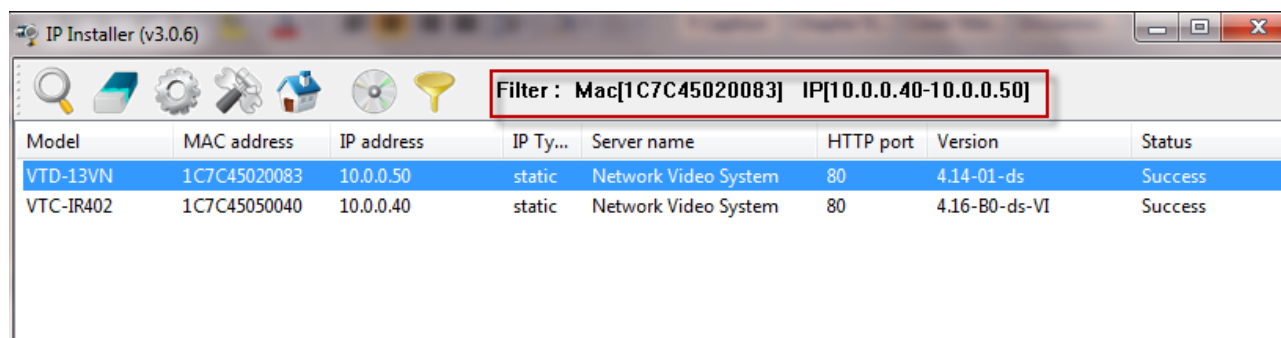 IP Installer (v3.0.6)
Filter : Mac[1C7C45020083] IP[10.0.0.40-10.0.0.50]
Model MAC address IP address IP Ty... Server name HTTP port Version Status
VTD-13VN 1C7C45020083 10.0.0.50 static Network Video System 80 4.14-01-ds Success
VTC-IR402 1C7C45050040 10.0.0.40 static Network Video System 80 4.16-B0-ds-VI Success